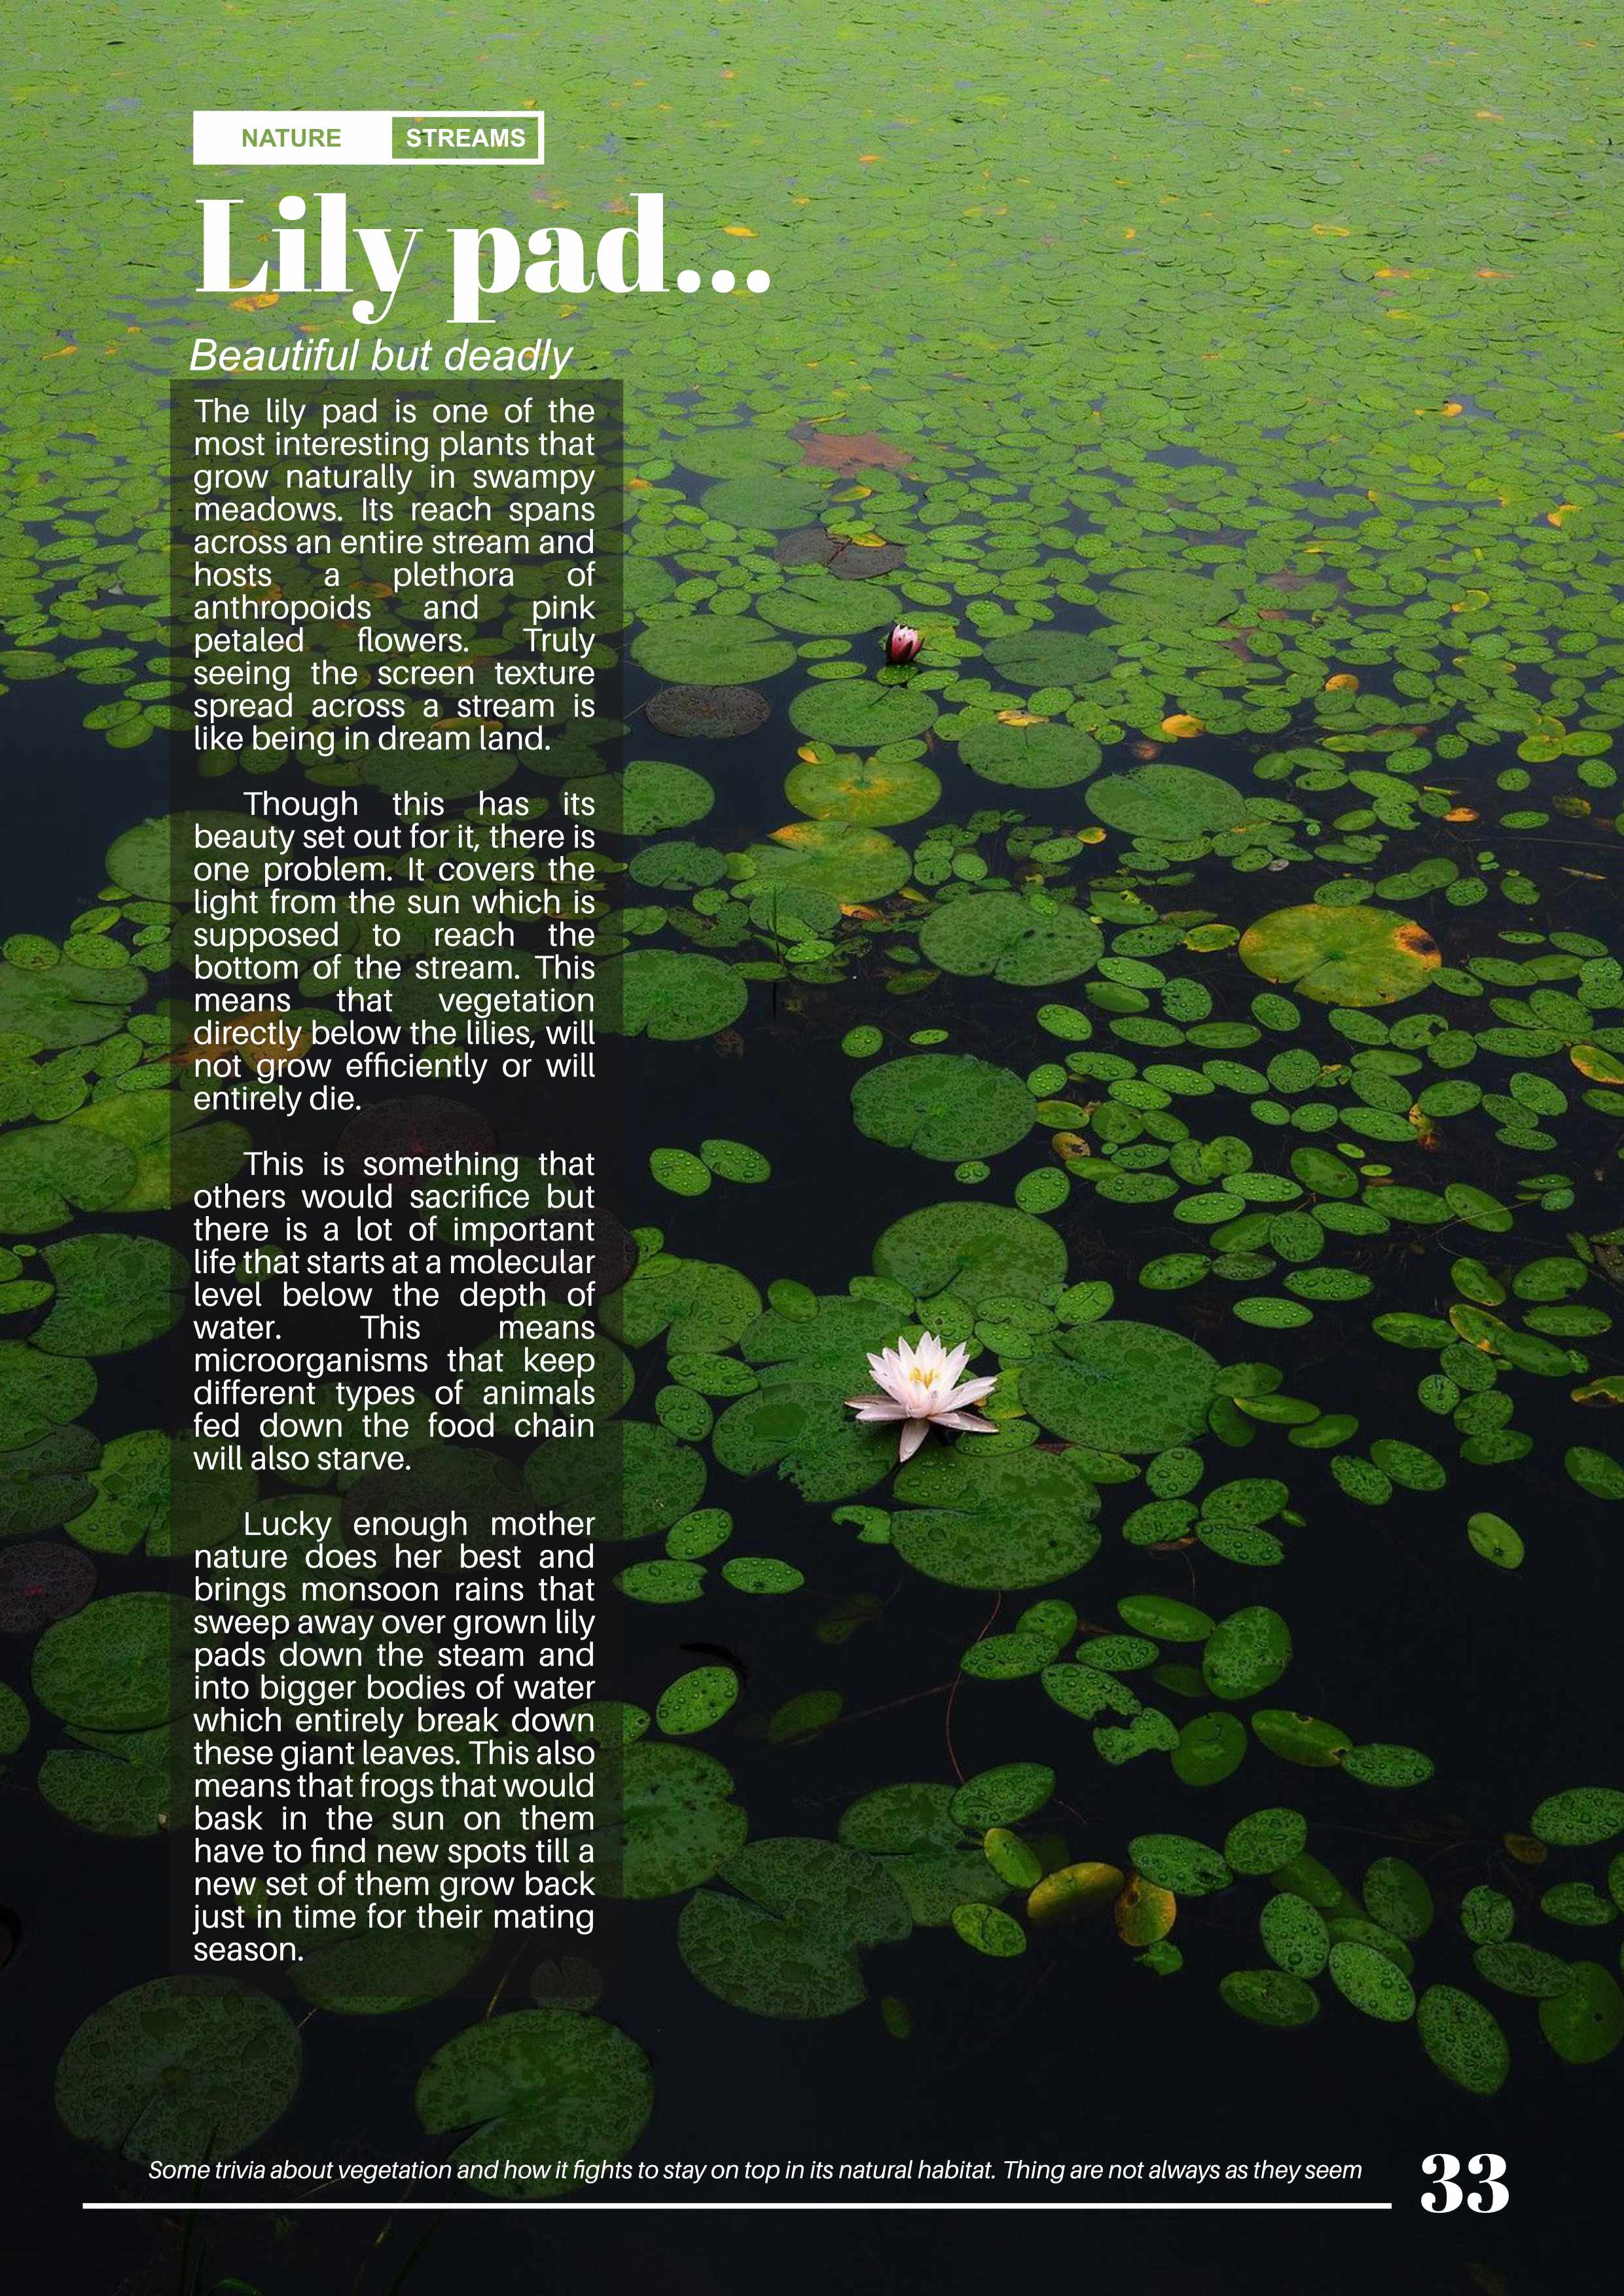 NATURE STREAMS
Lily pad...
Beautiful but deadly
The lily pad is one of the
most interesting plants that
grow naturally in swampy
meadows. Its reach spans
across an entire stream and
hosts a plethora of
anthropoids and pink
petaled flowers. Truly
seeing the screen texture
spread across a stream is
like being in dream land.
Though this has its
beauty set out for it, there is
one problem. It covers the
light from the sun which is
supposed to reach the
bottom of the stream. This
means that vegetation
directly below the lilies, will
not grow efficiently or will
entirely die.
This is something that
others would sacrifice but
there is a lot of important
life that starts at a molecular
level below the depth of
water. This means
microorganisms that keep
different types of animals
fed down the food chain
will also starve.
Lucky enough mother
nature does her best and
brings monsoon rains that
sweep away over grown lily
pads down the steam and
into bigger bodies of water
which entirely break down
these giant leaves. This also
means that frogs that would
bask in the sun on them
have to find new spots till a
new set of them grow back
just in time for their mating
season.
Some trivia about vegetation and how it fights to stay on top in its natural habitat. Thing are not always as they seem
33